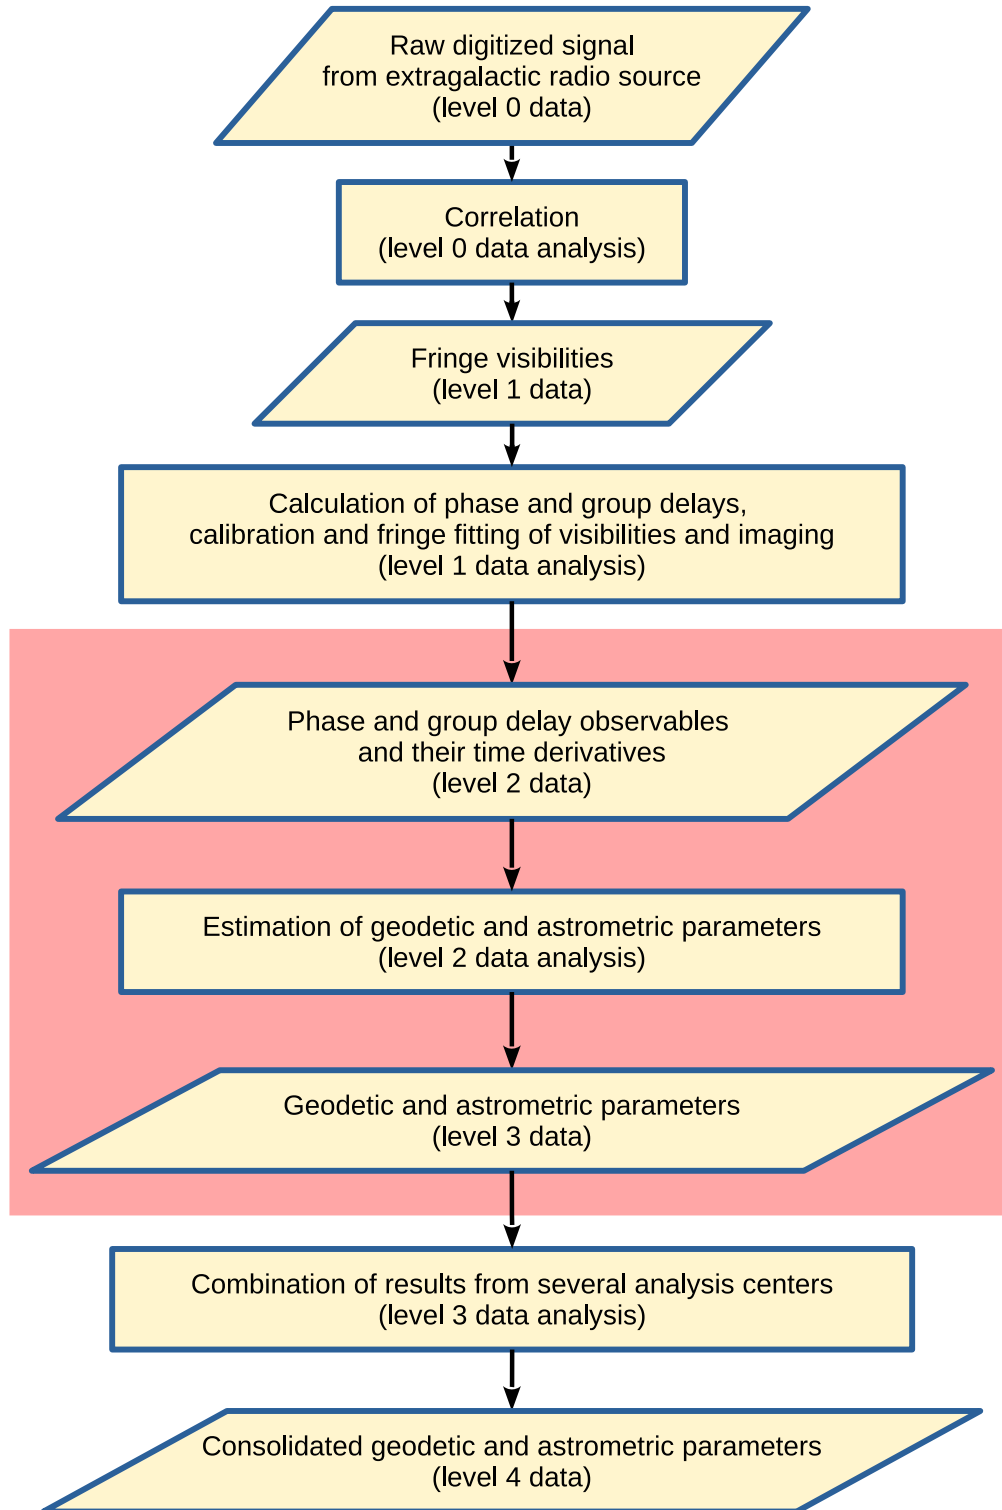 Raw digitized signal
from extragalactic radio source
(level 0 data)
Correlation
(level 0 data analysis)
Fringe visibilities
(level 1 data)
Calculation of phase and group delays,
calibration and fringe fitting of visibilities and imaging
(level 1 data analysis)
Phase and group delay observables
and their time derivatives
(level 2 data)
Estimation of geodetic and astrometric parameters
(level 2 data analysis)
Geodetic and astrometric parameters
(level 3 data)
Combination of results from several analysis centers
(level 3 data analysis)
Consolidated geodetic and astrometric parameters
(level 4 data)